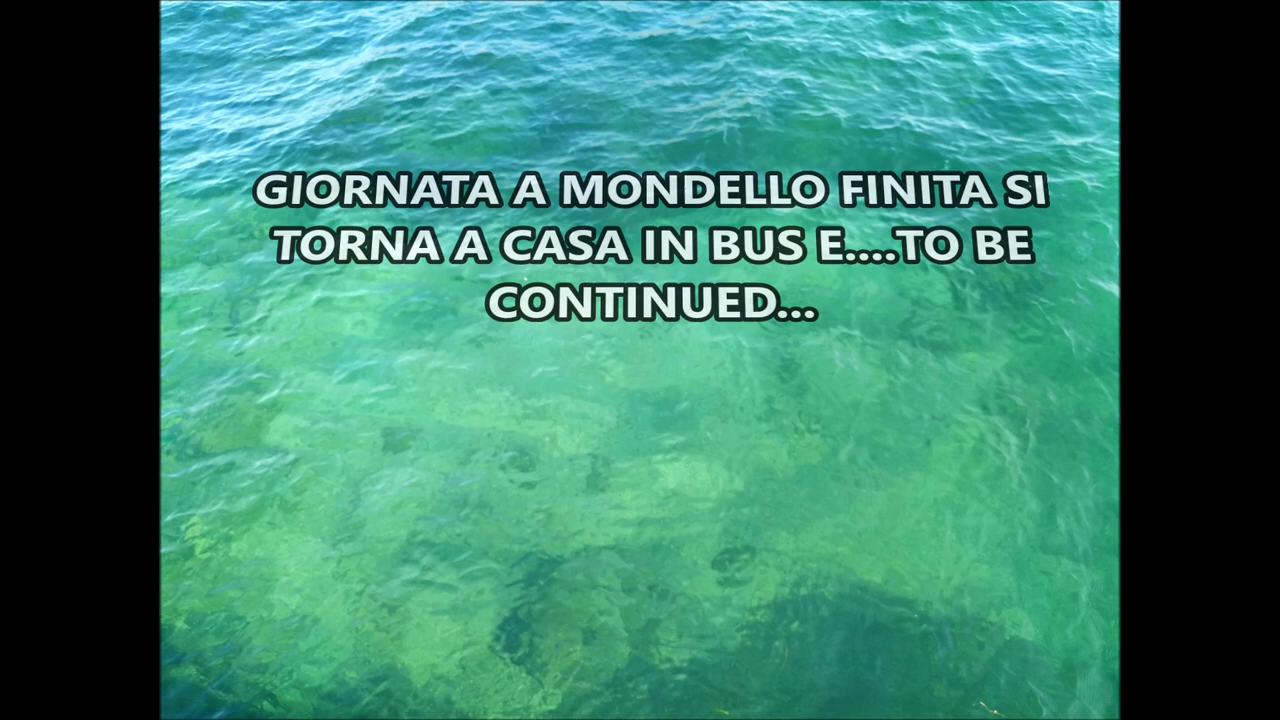 GIORNATA A MONDELLO FINITA SI
TORNA A CASA IN BUS E....TO BE
CONTINUED...